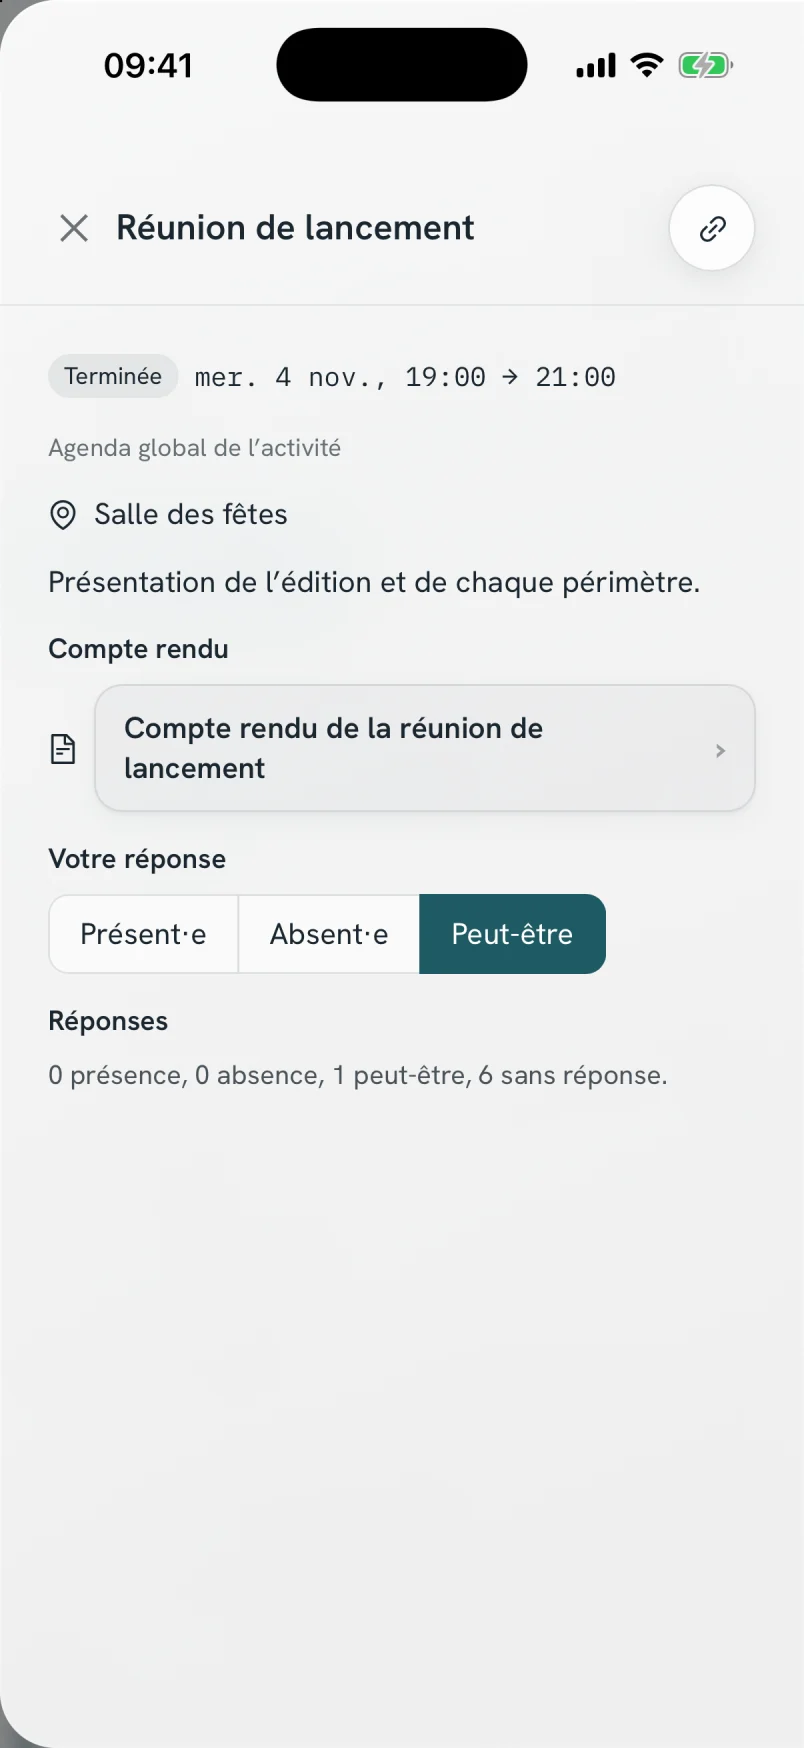 09:41
Réunion de lancement
Terminée mer. 4 nov., 19:00 → 21:00
Agenda global de l’activité
Salle des fêtes
Présentation de l’édition et de chaque périmètre.
Compte rendu
Compte rendu de la réunion de
lancement
Votre réponse
Présent·e Absent·e Peut-être
Réponses
0 présence, 0 absence, 1 peut-être, 6 sans réponse.